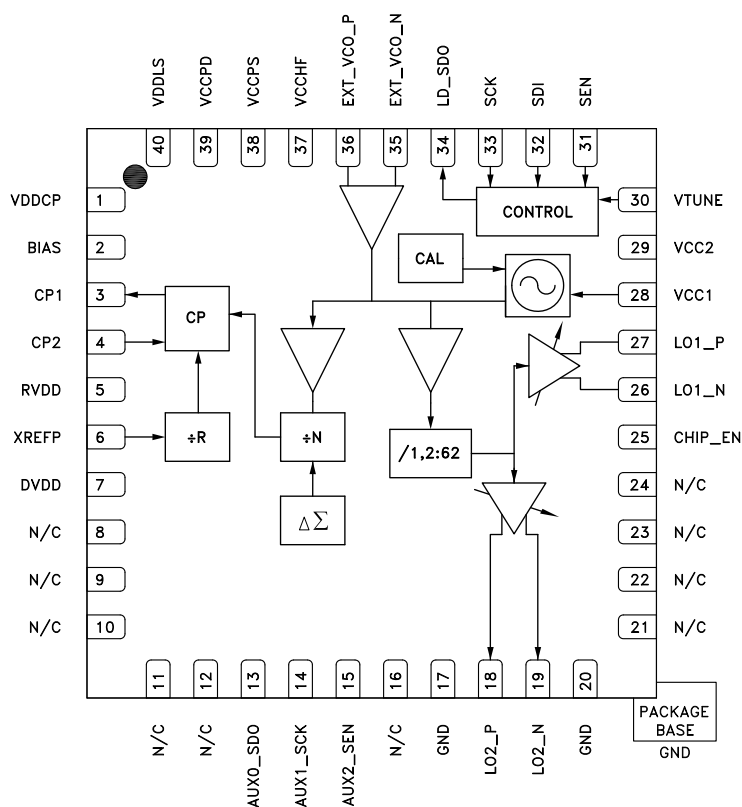 VDDLS
VCCPD
VCCPS
VCCHF
EXT_VCO_P
EXT_VCO_N
LD_SDO
SCK
SDI
SEN
40
39
38
37
36
35
34
33
32
31
VDDCP
1
BIAS
2
CP1
3
CP2
4
RVDD
5
XREFP
6
DVDD
7
N/C
8
N/C
9
N/C
10
CONTROL
CAL
CP
÷R
÷N
ΔΣ
/1,2:62
30
VTUNE
29
VCC2
28
VCC1
27
LO1_P
26
LO1_N
25
CHIP_EN
24
N/C
23
N/C
22
N/C
21
N/C
11
12
13
14
15
16
17
18
19
20
N/C
N/C
AUX0_SDO
AUX1_SCK
AUX2_SEN
N/C
GND
LO2_P
LO2_N
GND
PACKAGE
BASE
GND